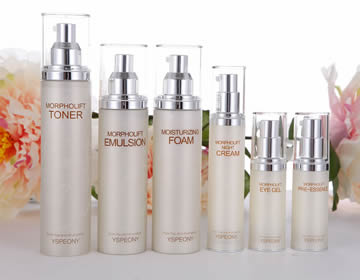 MORPHOLIFT
TONER
YSPEONY
MORPHOLIFT
EMULSION
YSPEONY
MOISTURIZING
FOAM
YSPEONY
MORPHOLIFT
NIGHT
CREAM
YSPEONY
MORPHOLIFT
EYE GEL
YSPEONY
MORPHOLIFT
PRE-ESSENCE
YSPEONY